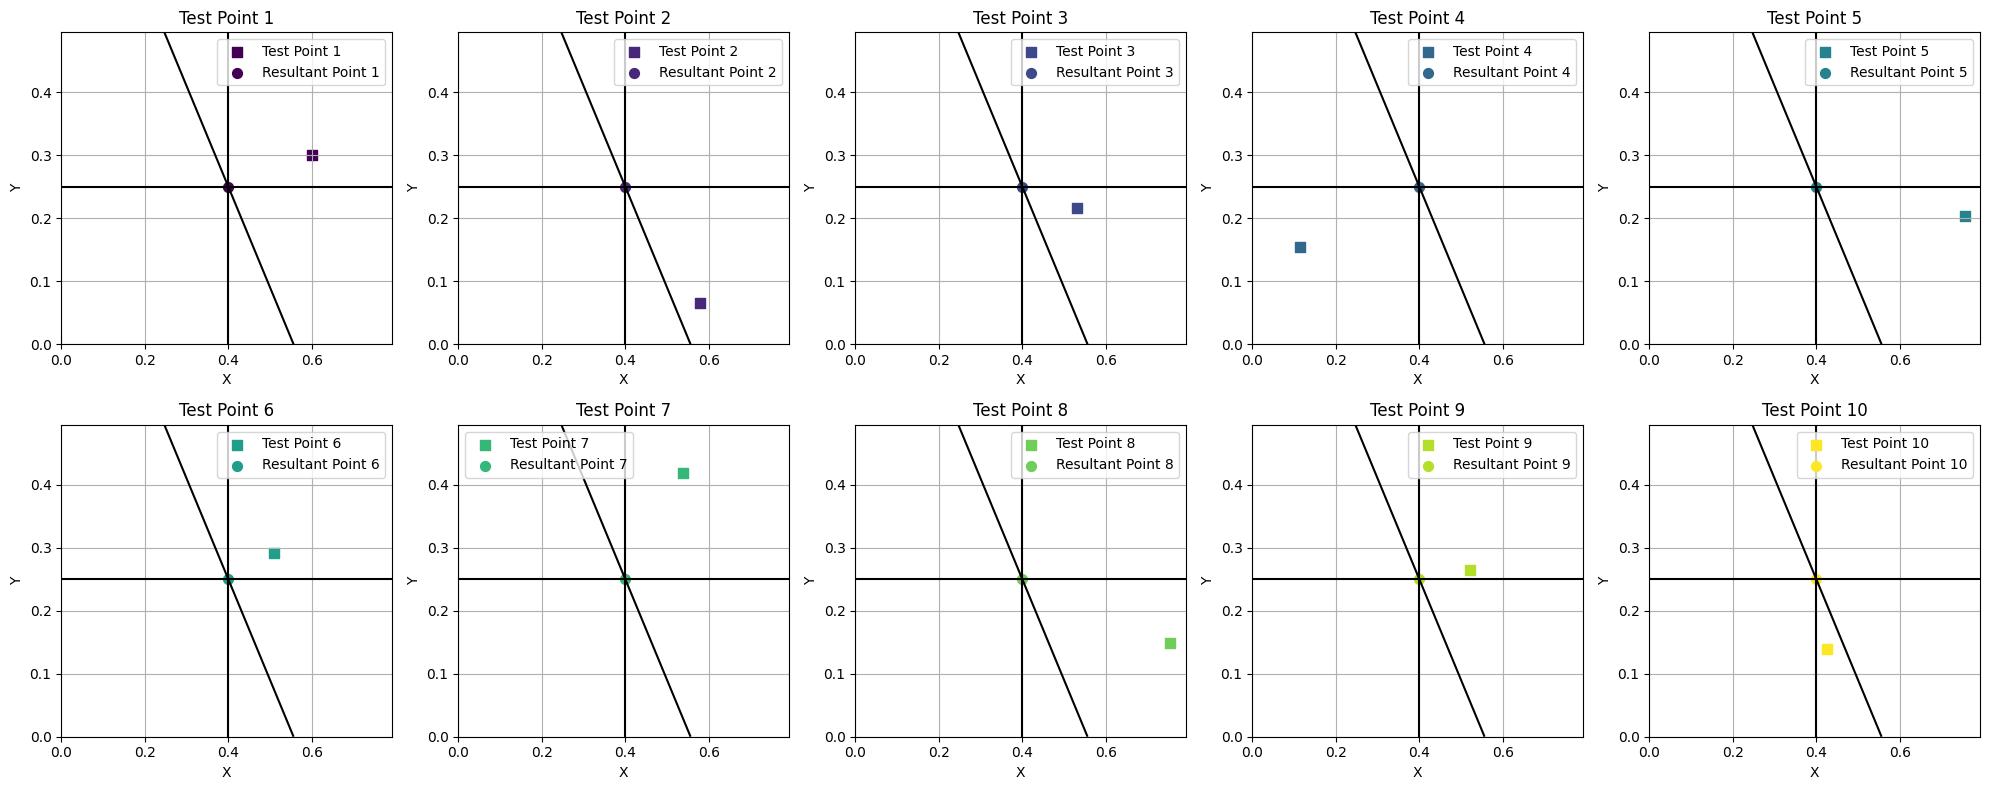 Test Point 1
Test Point 1
Resultant Point 1
0.4
0.3
0.2
0.1
0.0
Y
0.0 0.2 0.4 0.6
X
Test Point 2
Test Point 2
Resultant Point 2
0.4
0.3
0.2
0.1
0.0
Y
0.0 0.2 0.4 0.6
X
Test Point 3
Test Point 3
Resultant Point 3
0.4
0.3
0.2
0.1
0.0
Y
0.0 0.2 0.4 0.6
X
Test Point 4
Test Point 4
Resultant Point 4
0.4
0.3
0.2
0.1
0.0
Y
0.0 0.2 0.4 0.6
X
Test Point 5
Test Point 5
Resultant Point 5
0.4
0.3
0.2
0.1
0.0
Y
0.0 0.2 0.4 0.6
X
Test Point 6
Test Point 6
Resultant Point 6
0.4
0.3
0.2
0.1
0.0
Y
0.0 0.2 0.4 0.6
X
Test Point 7
Test Point 7
Resultant Point 7
0.4
0.3
0.2
0.1
0.0
Y
0.0 0.2 0.4 0.6
X
Test Point 8
Test Point 8
Resultant Point 8
0.4
0.3
0.2
0.1
0.0
Y
0.0 0.2 0.4 0.6
X
Test Point 9
Test Point 9
Resultant Point 9
0.4
0.3
0.2
0.1
0.0
Y
0.0 0.2 0.4 0.6
X
Test Point 10
Test Point 10
Resultant Point 10
0.4
0.3
0.2
0.1
0.0
Y
0.0 0.2 0.4 0.6
X